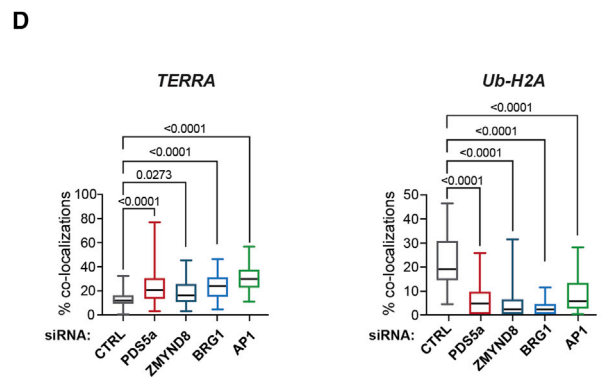 D
TERRA
<0.0001
<0.0001
0.0273
<0.0001
% co-localizations
100
80
60
40
20
0
siRNA:
CTRL
PDS5a
ZMYND8
BRG1
AP1
Ub-H2A
<0.0001
<0.0001
<0.0001
<0.0001
% co-localizations
50
40
30
20
10
0
siRNA:
CTRL
PDS5a
ZMYND8
BRG1
AP1